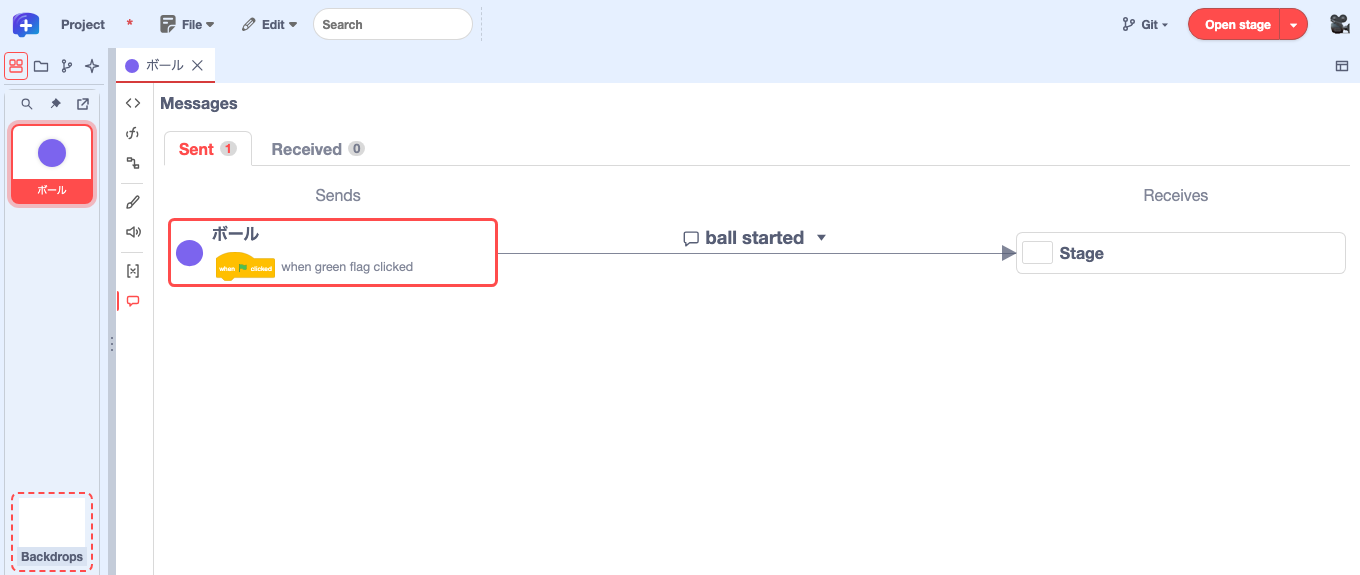 Project * File Edit Search Git Open stage
ボール
Messages
Sent 1 Received 0
ボール
Sends Receives
ボール
ball started
Stage
when clicked when green flag clicked
Backdrops